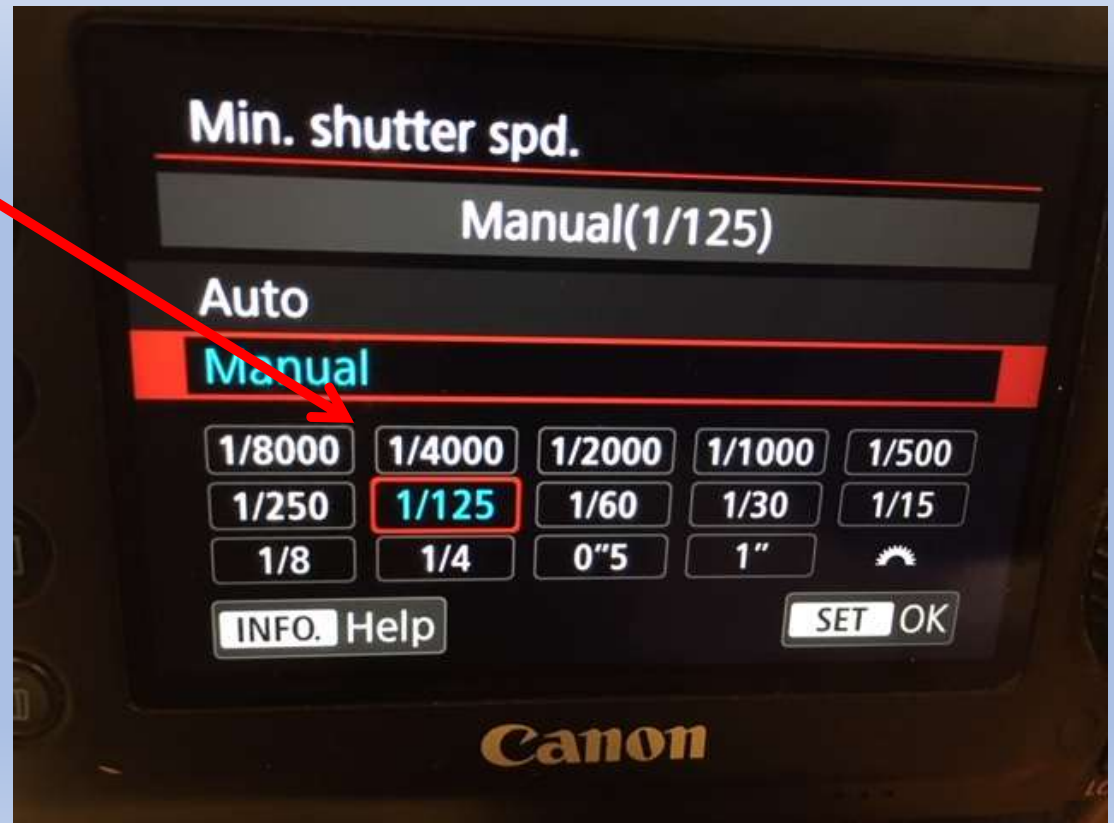 Min. shutter spd.
Manual(1/125)
Auto
Manual
1/8000 1/4000 1/2000 1/1000 1/500
1/250 1/125 1/60 1/30 1/15
1/8 1/4 0"5 1"
INFO. Help SET OK
Canon